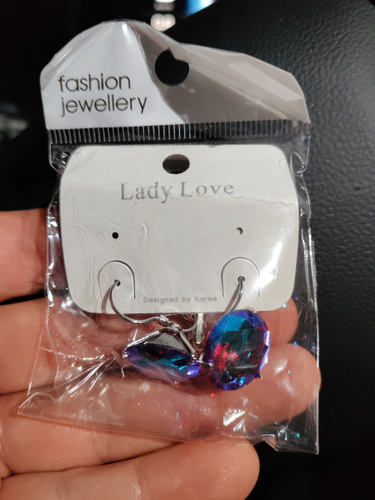 fashion
jewellery
Lady Love
Designed by Korea